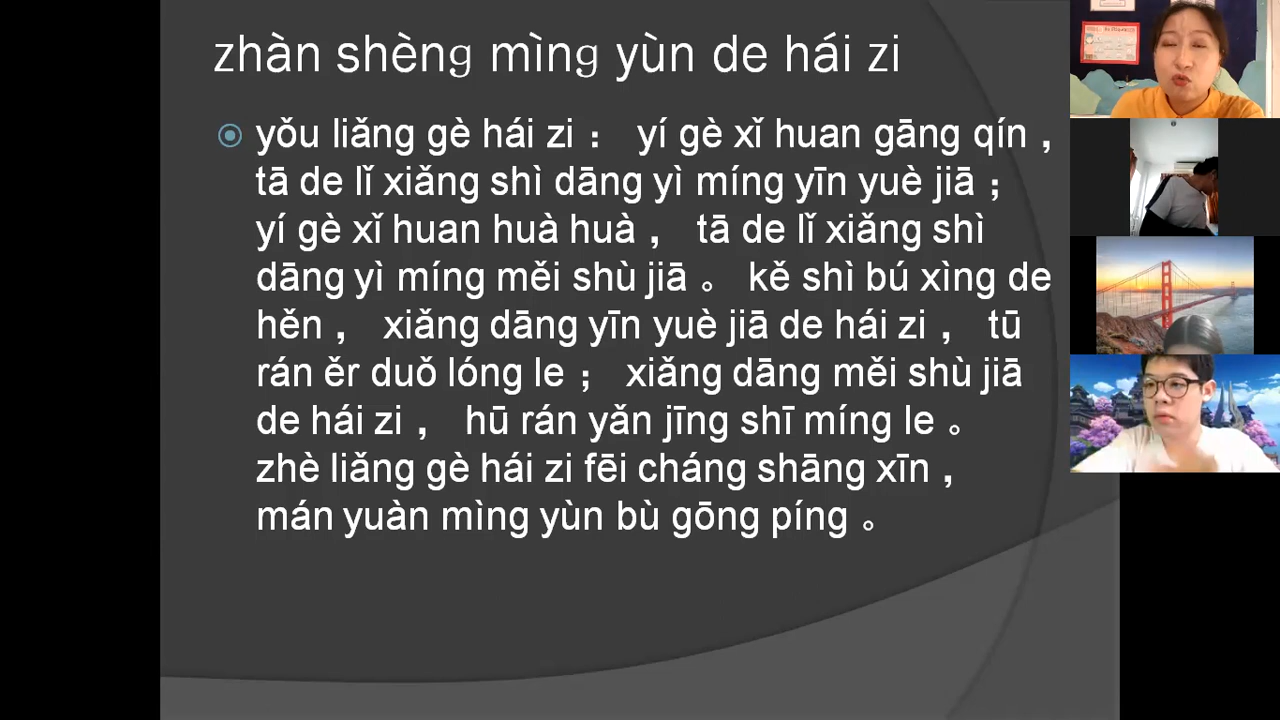 zhàn shèng mìng yùn de hái zi
yǒu liǎng gè hái zi： yí gè xǐ huan gāng qín，
tā de lǐ xiǎng shì dāng yì míng yīn yuè jiā；
yí gè xǐ huan huà huà， tā de lǐ xiǎng shì
dāng yì míng měi shù jiā。 kě shì bú xìng de
hěn， xiǎng dāng yīn yuè jiā de hái zi， tū
rán ěr duǒ lóng le； xiǎng dāng měi shù jiā
de hái zi， hū rán yǎn jīng shī míng le。
zhè liǎng gè hái zi fēi cháng shāng xīn，
mán yuàn mìng yùn bù gōng píng。